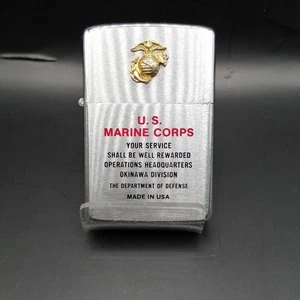 U. S.
MARINE CORPS
YOUR SERVICE
SHALL BE WELL REWARDED
OPERATIONS HEADQUARTERS
OKINAWA DIVISION
THE DEPARTMENT OF DEFENSE
MADE IN USA